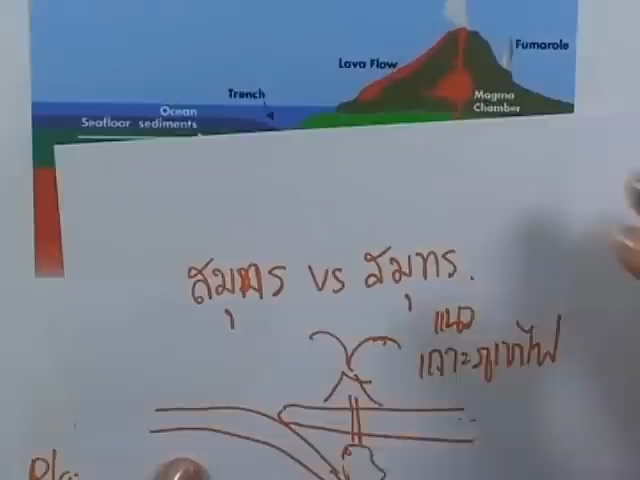 Fumarole
Lava Flow
Trench
Magma
Chamber
Ocean
Seafloor sediments
สมุทร vs สมุทร.
แนว
เกาะภูเขาไฟ